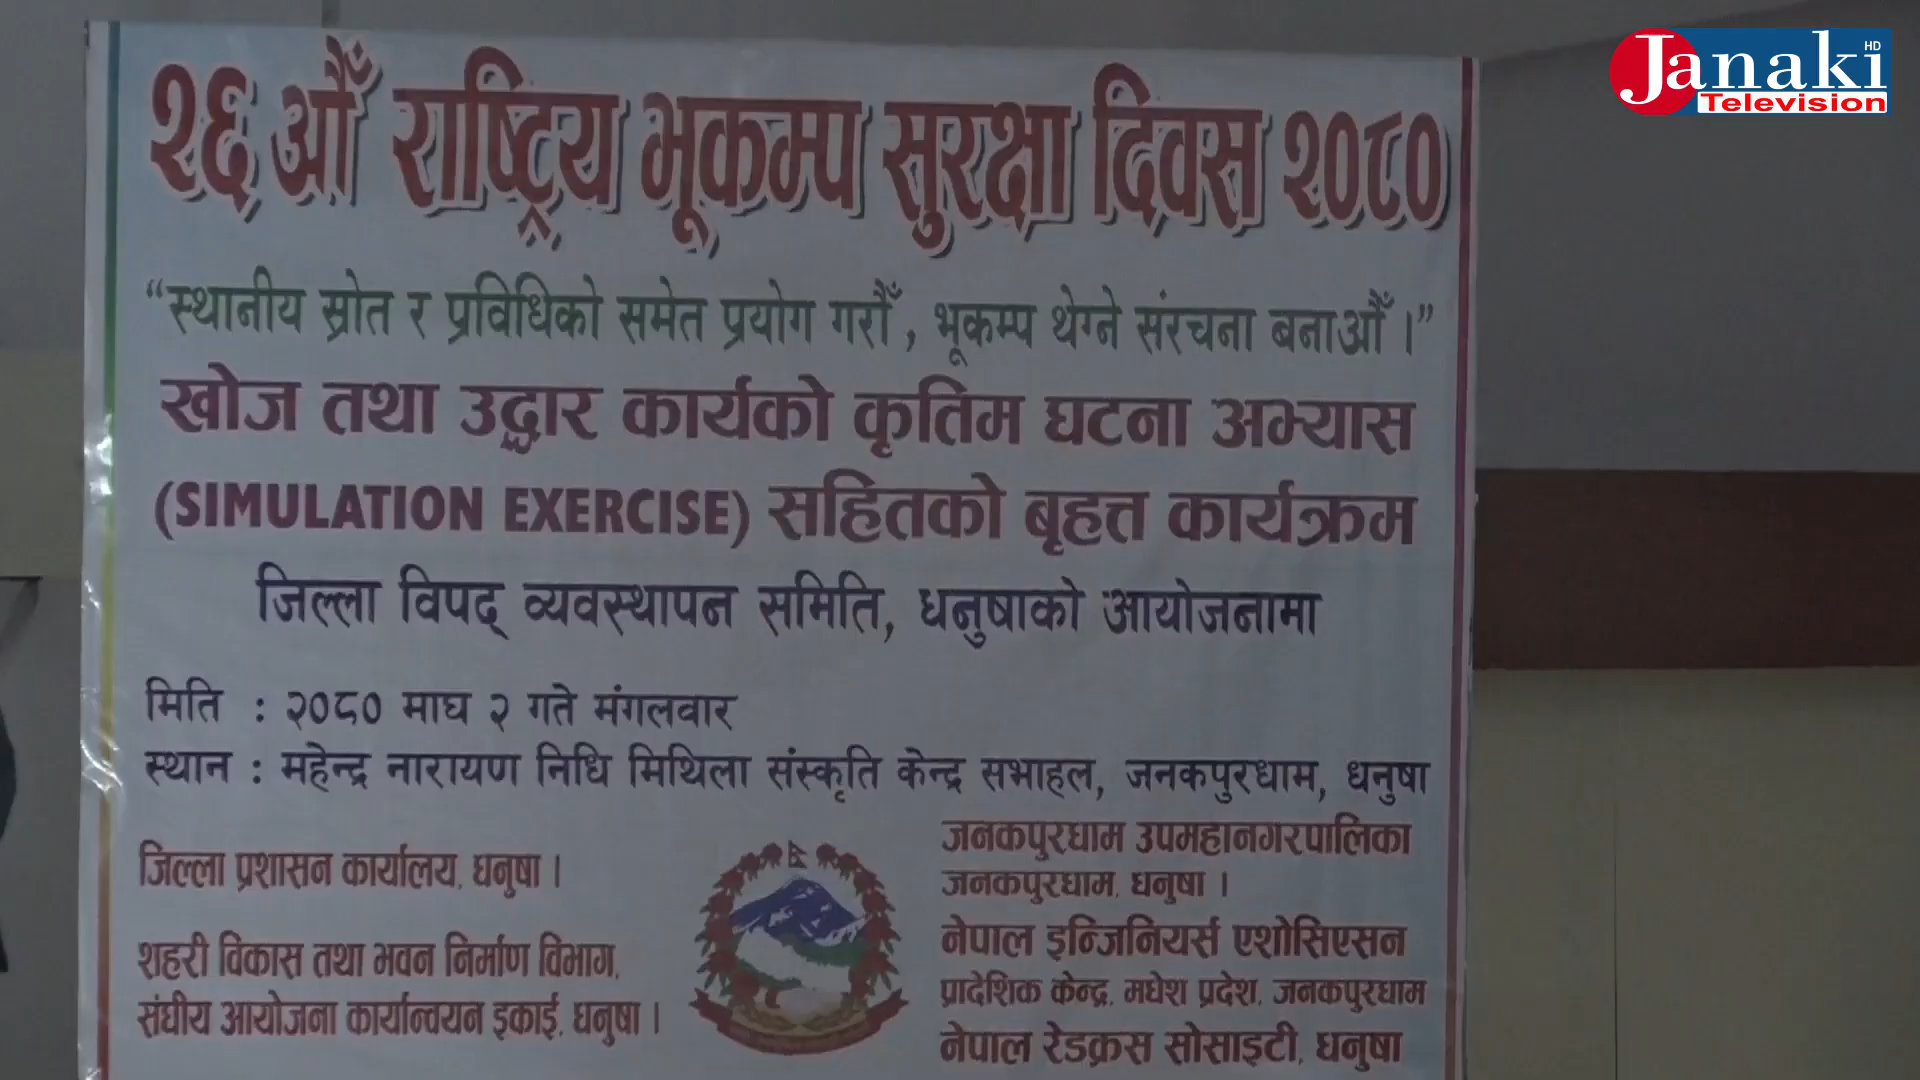 Janaki HD
Television
२६ औँ राष्ट्रिय भूकम्प सुरक्षा दिवस २०८०
“स्थानीय स्रोत र प्रविधिको समेत प्रयोग गरौँ, भूकम्प थेग्ने संरचना बनाऔँ ।”
खोज तथा उद्धार कार्यको कृतिम घटना अभ्यास
(SIMULATION EXERCISE) सहितको बृहत्त कार्यक्रम
जिल्ला विपद् व्यवस्थापन समिति, धनुषाको आयोजनामा
मिति : २०८० माघ २ गते मंगलवार
स्थान : महेन्द्र नारायण निधि मिथिला संस्कृति केन्द्र सभाहल, जनकपुरधाम, धनुषा
जिल्ला प्रशासन कार्यालय, धनुषा ।
शहरी विकास तथा भवन निर्माण विभाग,
संघीय आयोजना कार्यान्वयन इकाई, धनुषा ।
जनकपुरधाम उपमहानगरपालिका
जनकपुरधाम, धनुषा ।
नेपाल इन्जिनियर्स एशोसिएसन
प्रादेशिक केन्द्र, मधेश प्रदेश, जनकपुरधाम
नेपाल रेडक्रस सोसाइटी, धनुषा